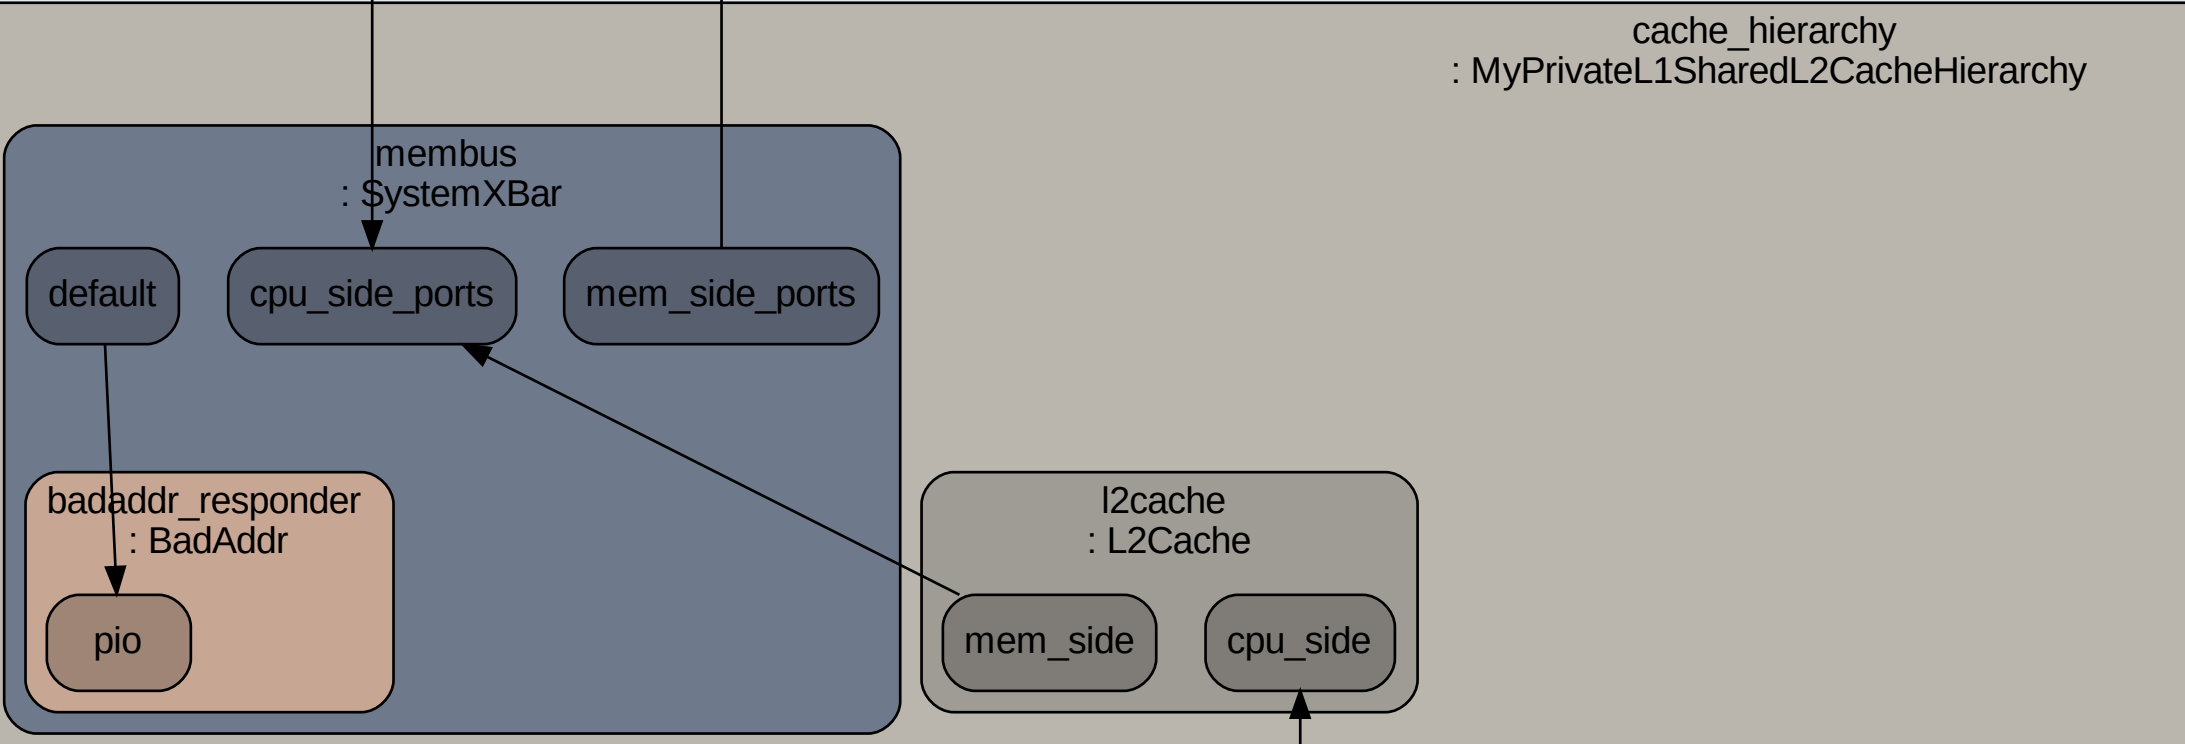 cache_hierarchy
: MyPrivateL1SharedL2CacheHierarchy
membus
: SystemXBar
default
cpu_side_ports
mem_side_ports
badaddr_responder
: BadAddr
pio
l2cache
: L2Cache
mem_side
cpu_side